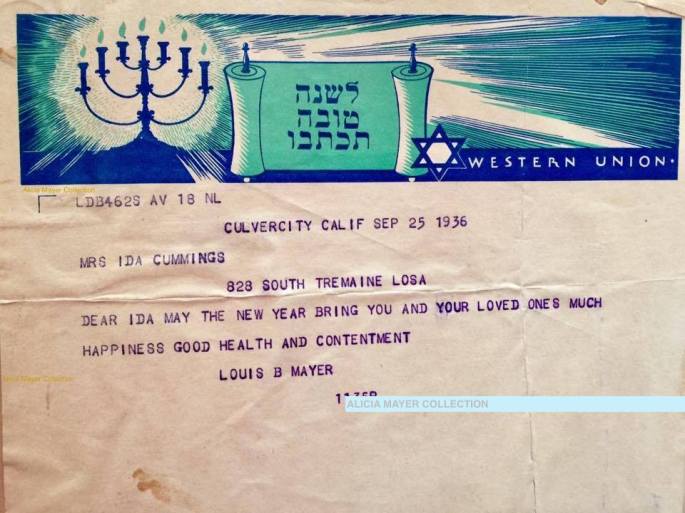 לשנה
טובה
תכתבו
WESTERN UNION.
Alicia Mayer Collection
LDB462S AV 18 NL
CULVERCITY CALIF SEP 25 1936
MRS IDA CUMMINGS
828 SOUTH TREMAINE LOSA
DEAR IDA MAY THE NEW YEAR BRING YOU AND YOUR LOVED ONES MUCH
HAPPINESS GOOD HEALTH AND CONTENTMENT
LOUIS B MAYER
Alicia Mayer Collection
ALICIA MAYER COLLECTION